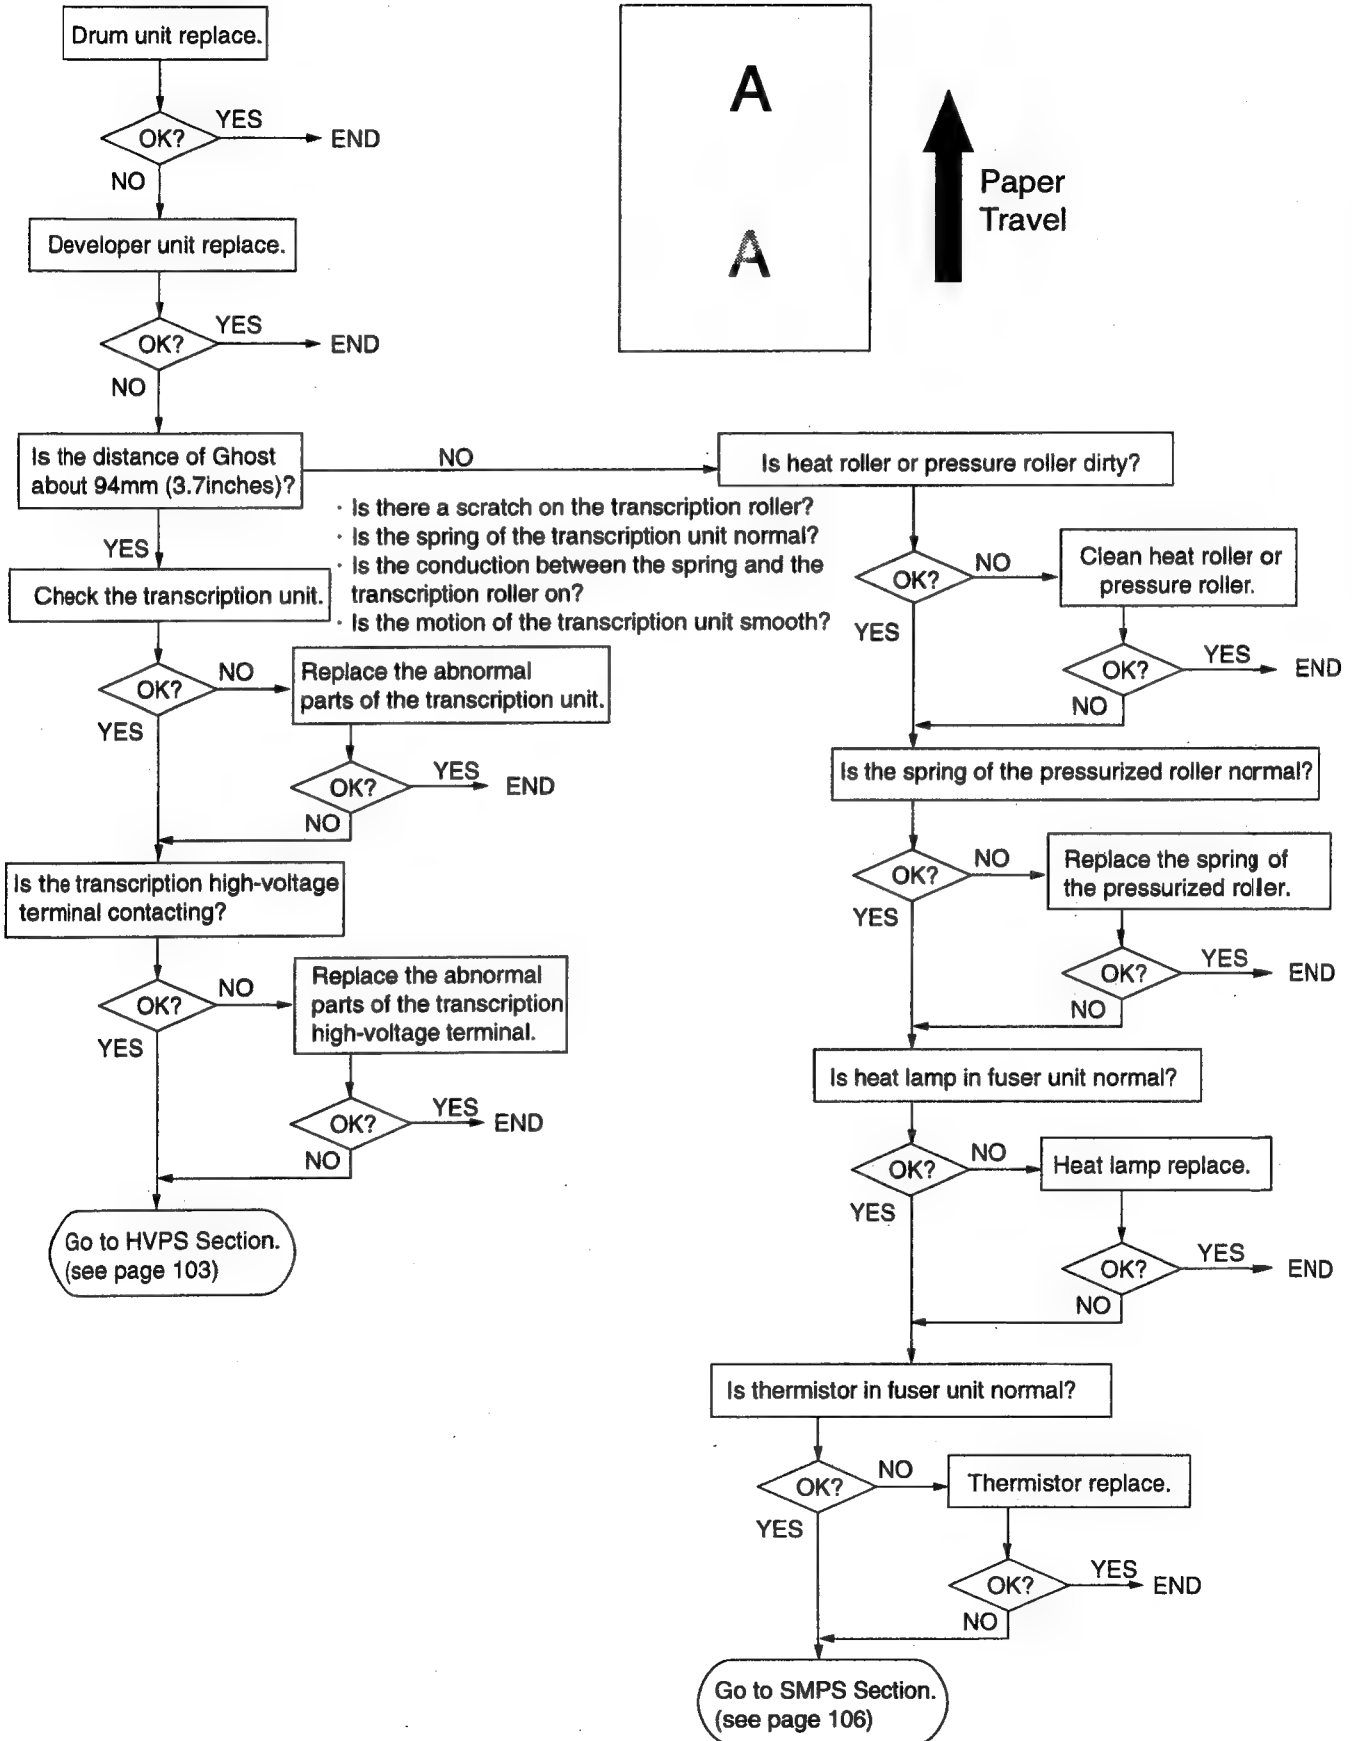 Drum unit replace.
OK?
YES
END
NO
Developer unit replace.
OK?
YES
END
NO
Is the distance of Ghost
about 94mm (3.7inches)?
NO
YES
Check the transcription unit.
· Is there a scratch on the transcription roller?
· Is the spring of the transcription unit normal?
· Is the conduction between the spring and the
transcription roller on?
· Is the motion of the transcription unit smooth?
OK?
NO
Replace the abnormal
parts of the transcription unit.
YES
OK?
YES
END
NO
Is the transcription high-voltage
terminal contacting?
OK?
NO
Replace the abnormal
parts of the transcription
high-voltage terminal.
YES
OK?
YES
END
NO
Go to HVPS Section.
(see page 103)
A
A
Paper
Travel
Is heat roller or pressure roller dirty?
OK?
NO
Clean heat roller or
pressure roller.
YES
OK?
YES
END
NO
Is the spring of the pressurized roller normal?
OK?
NO
Replace the spring of
the pressurized roller.
YES
OK?
YES
END
NO
Is heat lamp in fuser unit normal?
OK?
NO
Heat lamp replace.
YES
OK?
YES
END
NO
Is thermistor in fuser unit normal?
OK?
NO
Thermistor replace.
YES
OK?
YES
END
NO
Go to SMPS Section.
(see page 106)